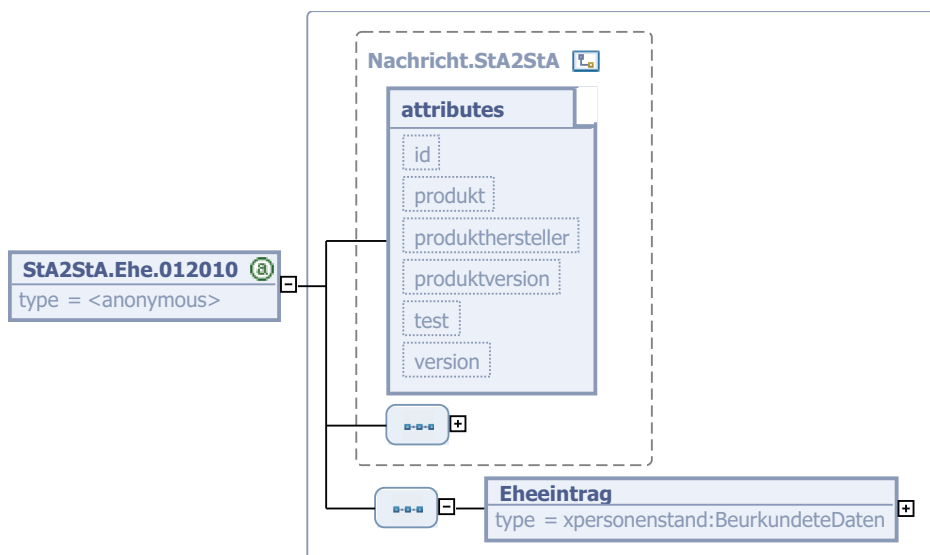 Nachricht.StA2StA
attributes
id
produkt
produkthersteller
produktversion
test
version
StA2StA.Ehe.012010 a
type = <anonymous>
Eheeintrag
type = xpersonenstand:BeurkundeteDaten